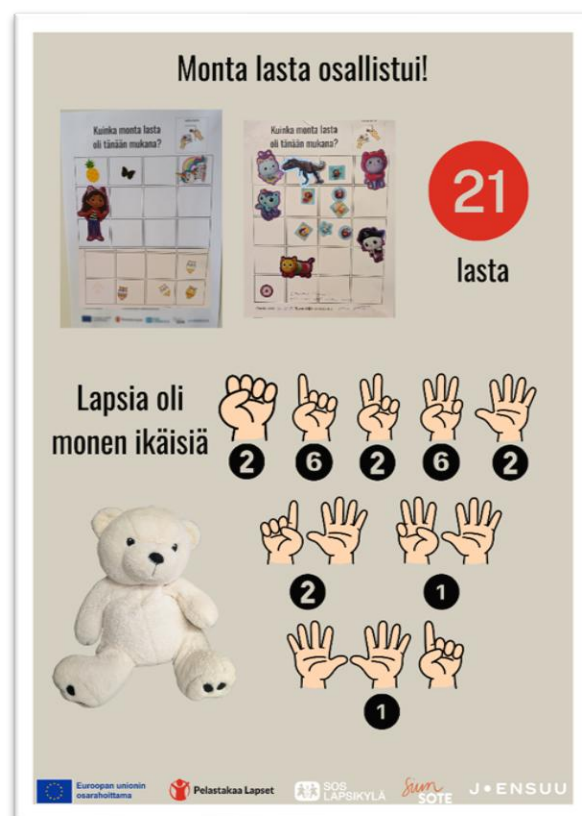 Monta lasta osallistui!
Kuinka monta lasta
oli tänään mukana?
Kuinka monta lasta
oli tänään mukana?
21
lasta
Lapsia oli
monen ikäisiä
2 6 2 6 2
2 1
1
Euroopan unionin
osarahoittama
Pelastakaa Lapset
SOS
LAPSIKYLÄ
Siun
SOTE
JOENSUU